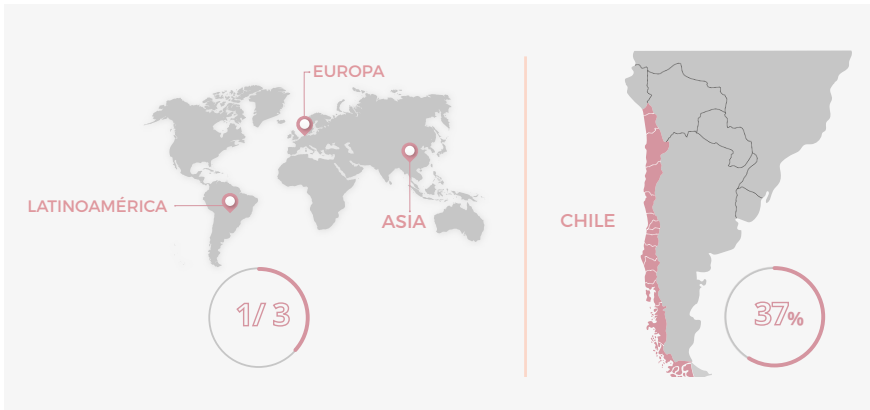 EUROPA
LATINOAMÉRICA
ASIA
1/3
CHILE
37%